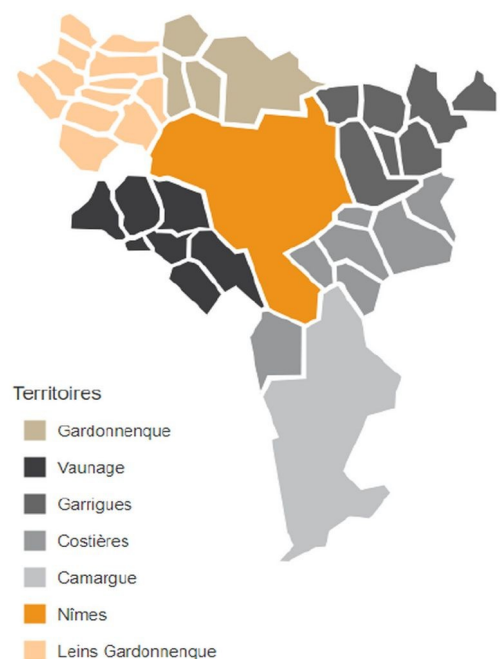 Territoires
Gardonnenque
Vaunage
Garrigues
Costières
Camargue
Nîmes
Leins Gardonnenque